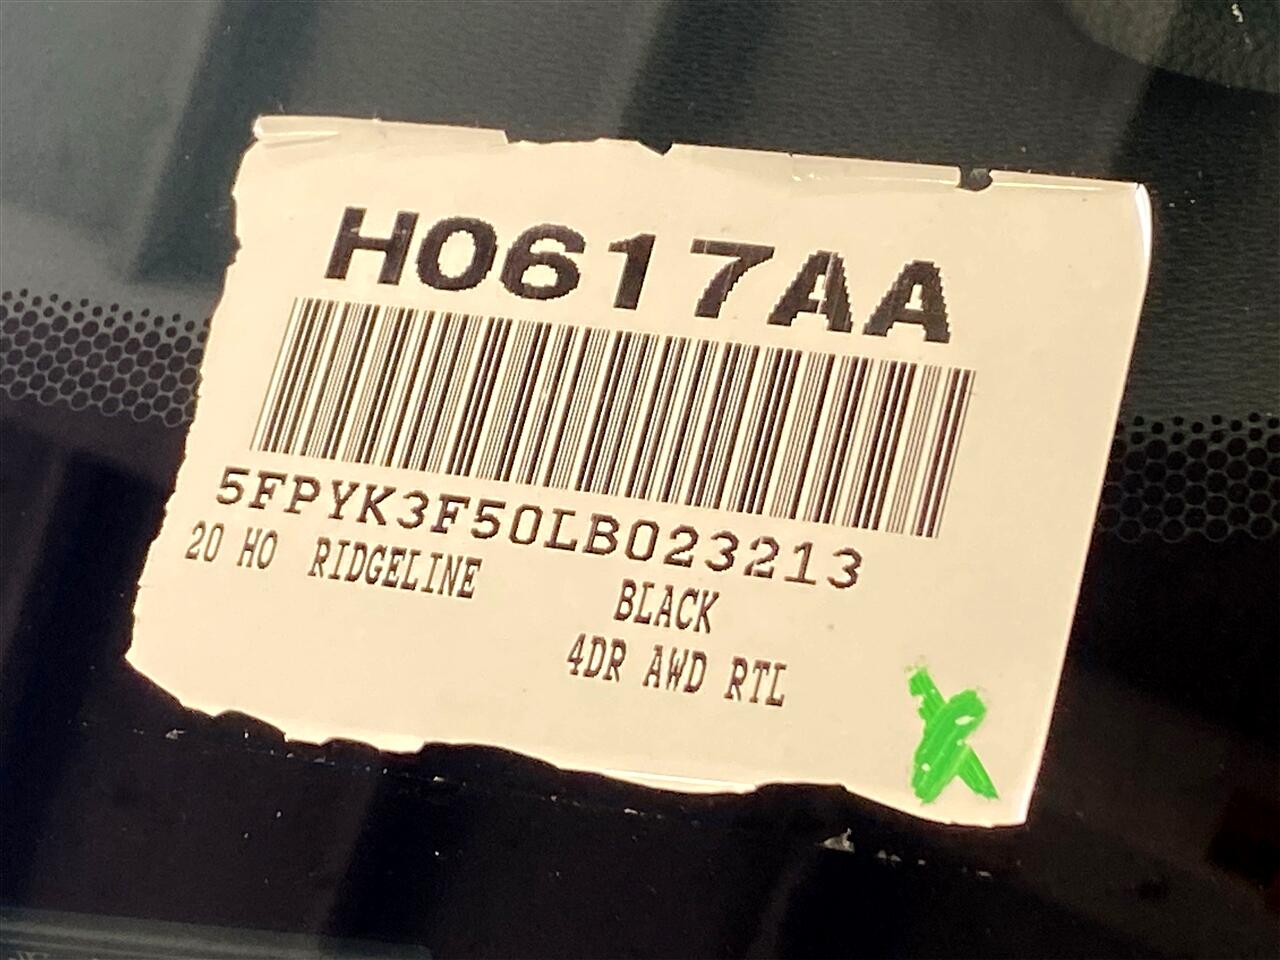 H0617AA
5FPYK3F50LB023213
20 HO RIDGELINE BLACK
4DR AWD RTL